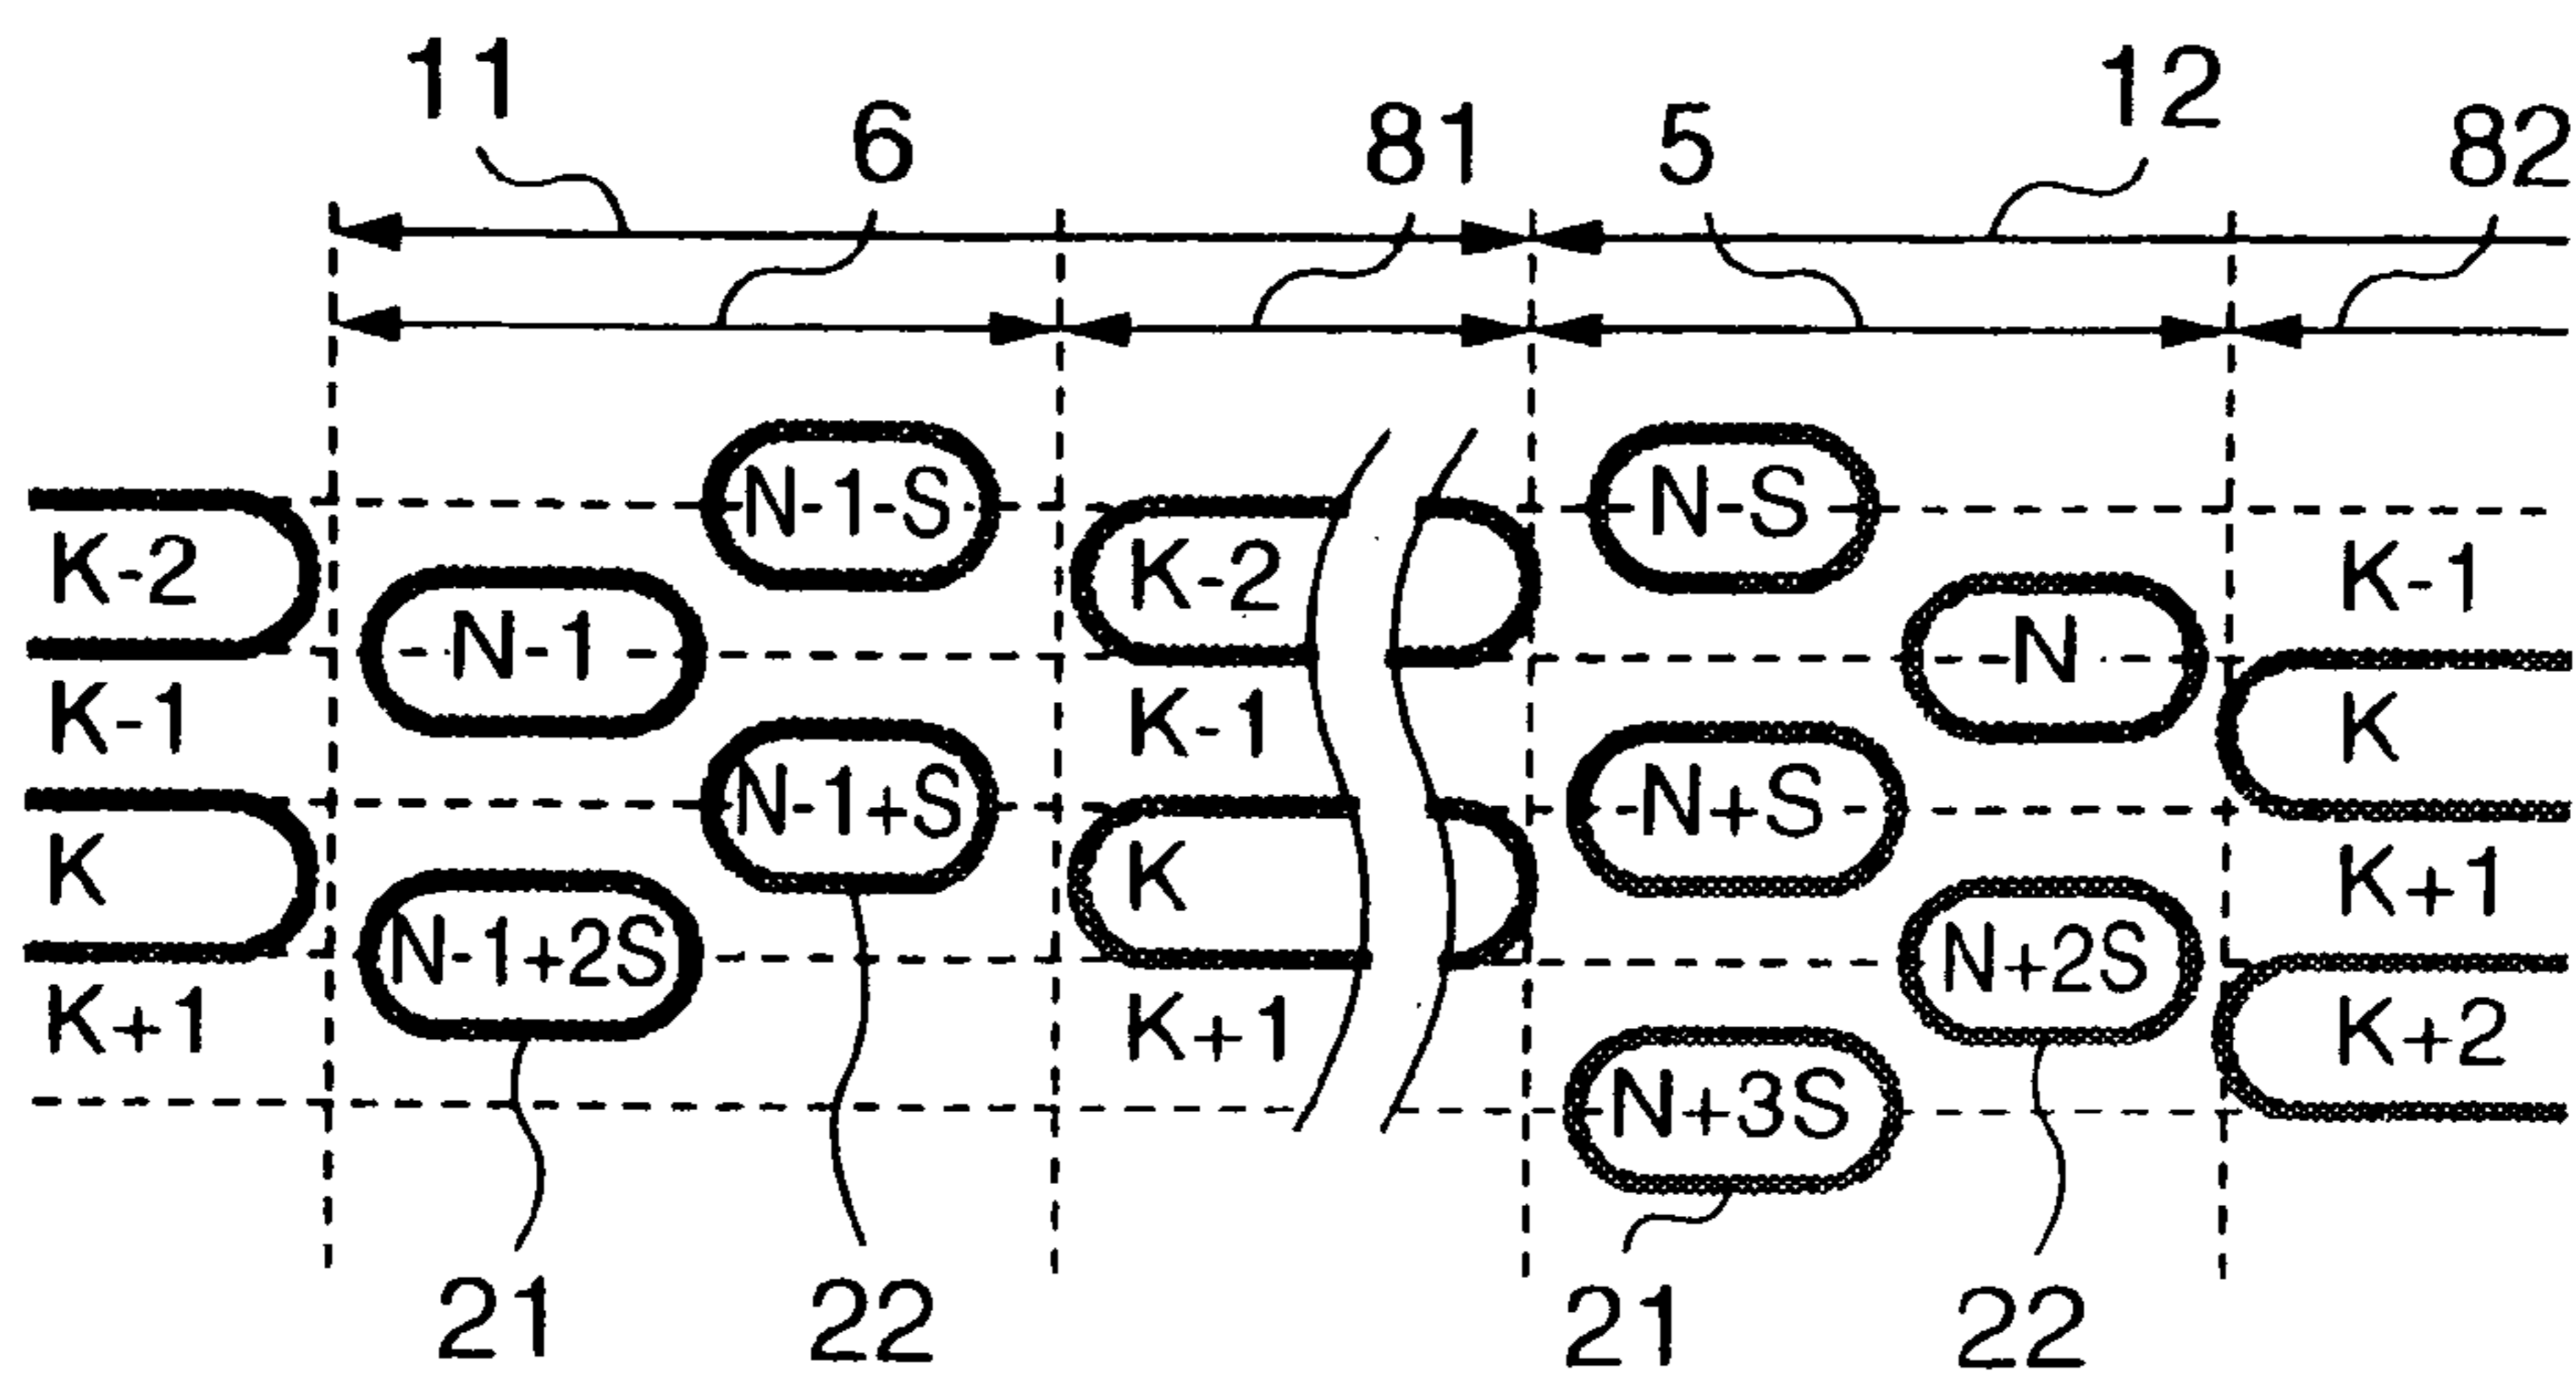 11 6 81 5 12 82
N-1-S N-S
K-2 K-2 K-1
N-1 N
K-1 K-1 K
N-1+S N+S
K K K+1
N-1+2S N+2S
K+1 K+1 K+2
N+3S
21 22 21 22